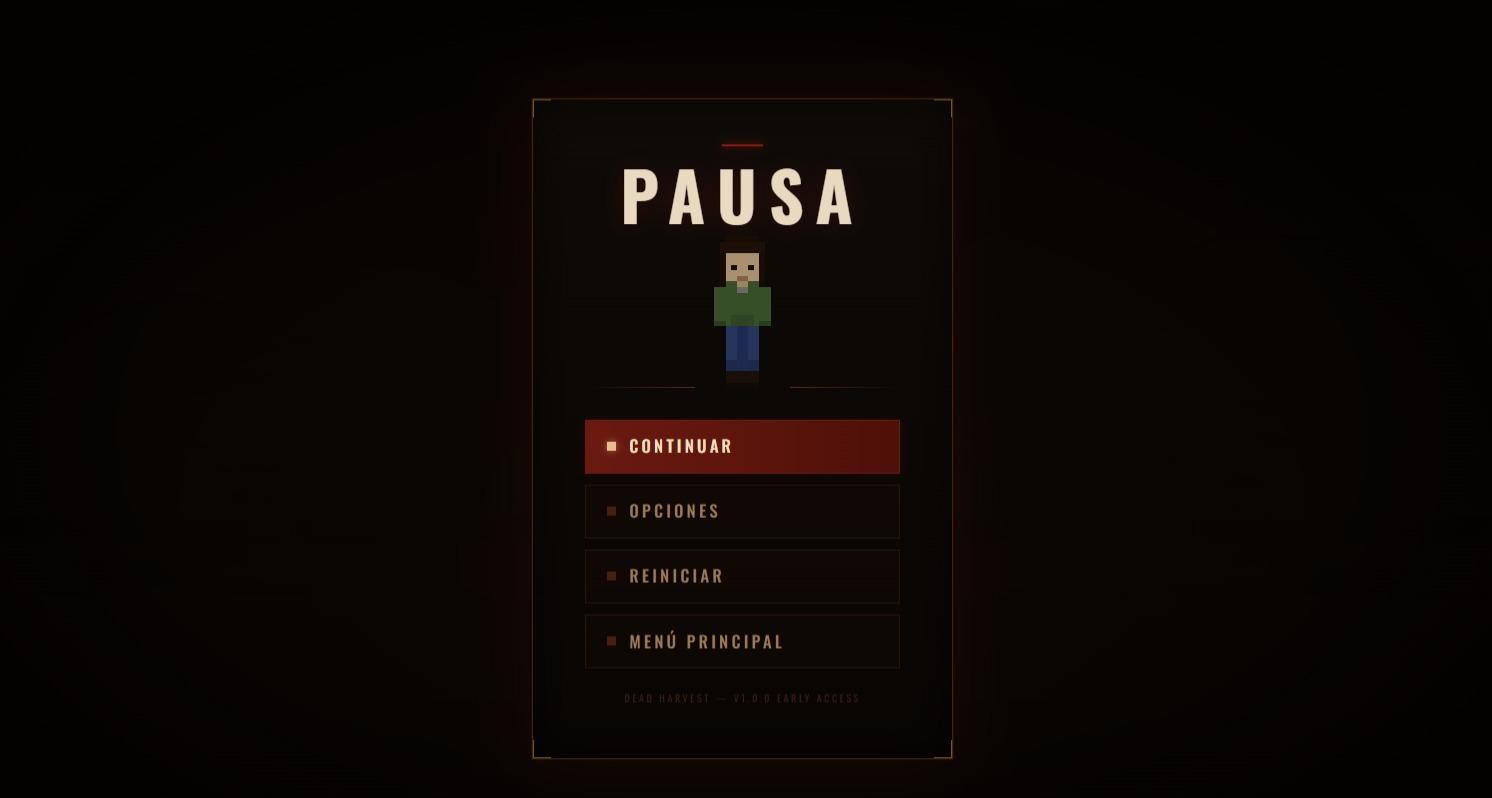 PAUSA
CONTINUAR
OPCIONES
REINICIAR
MENÚ PRINCIPAL
DEAD HARVEST — V1.0.0 EARLY ACCESS